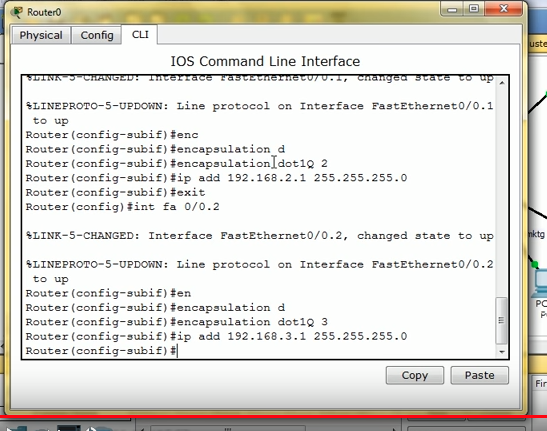 Router0
Physical Config CLI
IOS Command Line Interface
%LINK-5-CHANGED: Interface FastEthernet0/0.1, changed state to up
%LINEPROTO-5-UPDOWN: Line protocol on Interface FastEthernet0/0.1
to up
Router(config-subif)#enc
Router(config-subif)#encapsulation d
Router(config-subif)#encapsulation dot1Q 2
Router(config-subif)#ip add 192.168.2.1 255.255.255.0
Router(config-subif)#exit
Router(config)#int fa 0/0.2
%LINK-5-CHANGED: Interface FastEthernet0/0.2, changed state to up
%LINEPROTO-5-UPDOWN: Line protocol on Interface FastEthernet0/0.2
to up
Router(config-subif)#en
Router(config-subif)#encapsulation d
Router(config-subif)#encapsulation dot1Q 3
Router(config-subif)#ip add 192.168.3.1 255.255.255.0
Router(config-subif)#
Copy Paste
uster
mktg
PC
Fir